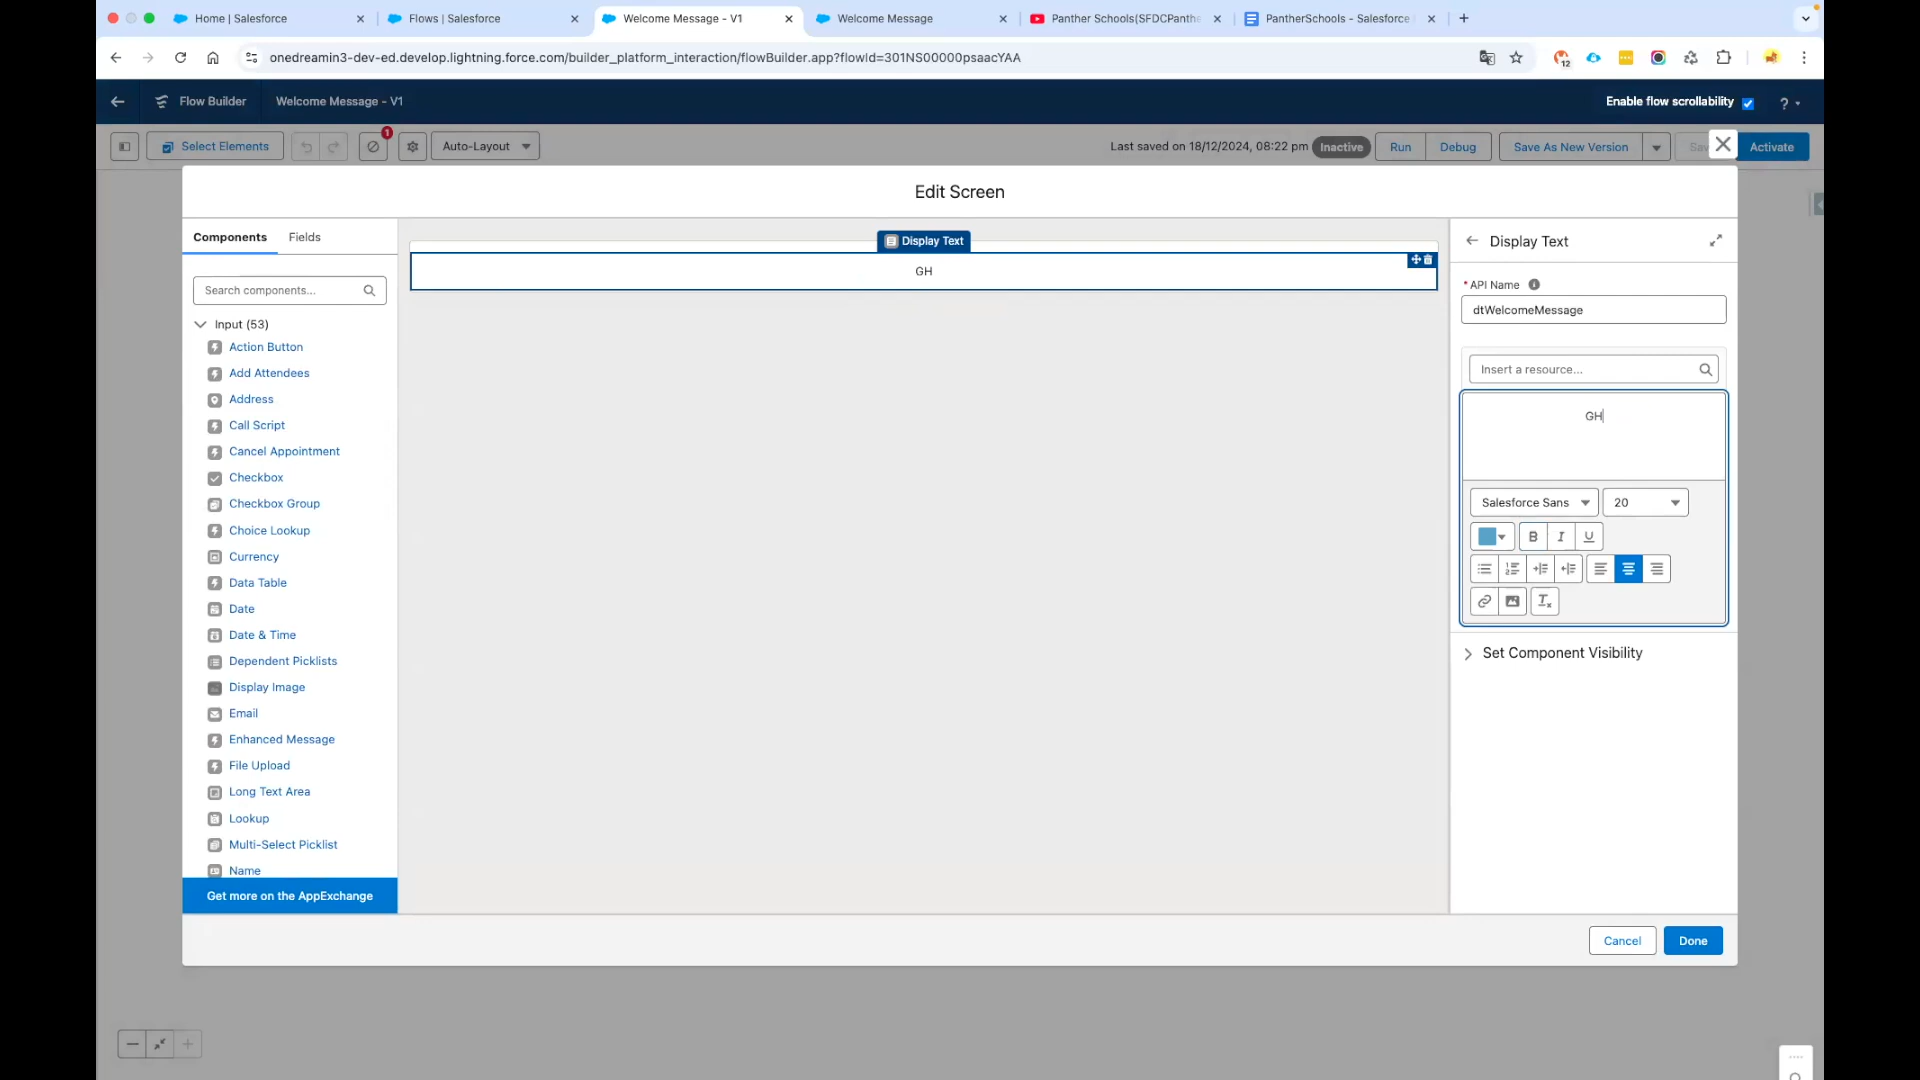 Home | Salesforce
Flows | Salesforce
Welcome Message - V1
Welcome Message
Panther Schools(SFDCPanthe
PantherSchools - Salesforce
onedreamin3-dev-ed.develop.lightning.force.com/builder_platform_interaction/flowBuilder.app?flowId=301NS00000psaacYAA
12
Flow Builder
Welcome Message - V1
Enable flow scrollability
?
Select Elements
1
Auto-Layout
Last saved on 18/12/2024, 08:22 pm
Inactive
Run
Debug
Save As New Version
Sav
Activate
Edit Screen
Components
Fields
Search components...
Input (53)
Action Button
Add Attendees
Address
Call Script
Cancel Appointment
Checkbox
Checkbox Group
Choice Lookup
Currency
Data Table
Date
Date & Time
Dependent Picklists
Display Image
Email
Enhanced Message
File Upload
Long Text Area
Lookup
Multi-Select Picklist
Name
Get more on the AppExchange
Display Text
GH
Display Text
* API Name
dtWelcomeMessage
Insert a resource...
GH
Salesforce Sans
20
B I U
Set Component Visibility
Cancel
Done